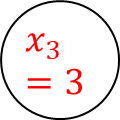 x₃
= 3